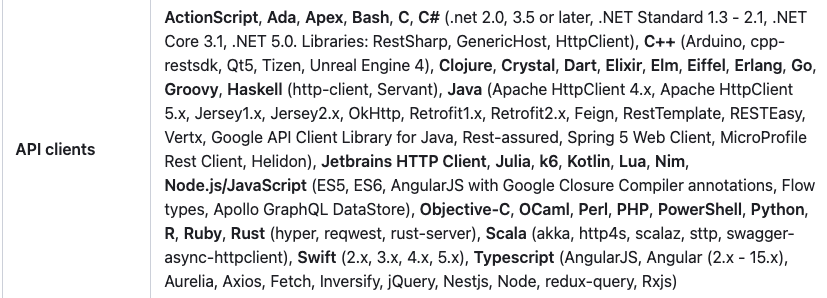 ActionScript, Ada, Apex, Bash, C, C# (.net 2.0, 3.5 or later, .NET Standard 1.3 - 2.1, .NET
Core 3.1, .NET 5.0. Libraries: RestSharp, GenericHost, HttpClient), C++ (Arduino, cpp-
restsdk, Qt5, Tizen, Unreal Engine 4), Clojure, Crystal, Dart, Elixir, Elm, Eiffel, Erlang, Go,
Groovy, Haskell (http-client, Servant), Java (Apache HttpClient 4.x, Apache HttpClient
5.x, Jersey1.x, Jersey2.x, OkHttp, Retrofit1.x, Retrofit2.x, Feign, RestTemplate, RESTEasy,
Vertx, Google API Client Library for Java, Rest-assured, Spring 5 Web Client, MicroProfile
API clients
Rest Client, Helidon), Jetbrains HTTP Client, Julia, k6, Kotlin, Lua, Nim,
Node.js/JavaScript (ES5, ES6, AngularJS with Google Closure Compiler annotations, Flow
types, Apollo GraphQL DataStore), Objective-C, OCaml, Perl, PHP, PowerShell, Python,
R, Ruby, Rust (hyper, reqwest, rust-server), Scala (akka, http4s, scalaz, sttp, swagger-
async-httpclient), Swift (2.x, 3.x, 4.x, 5.x), Typescript (AngularJS, Angular (2.x - 15.x),
Aurelia, Axios, Fetch, Inversify, jQuery, Nestjs, Node, redux-query, Rxjs)